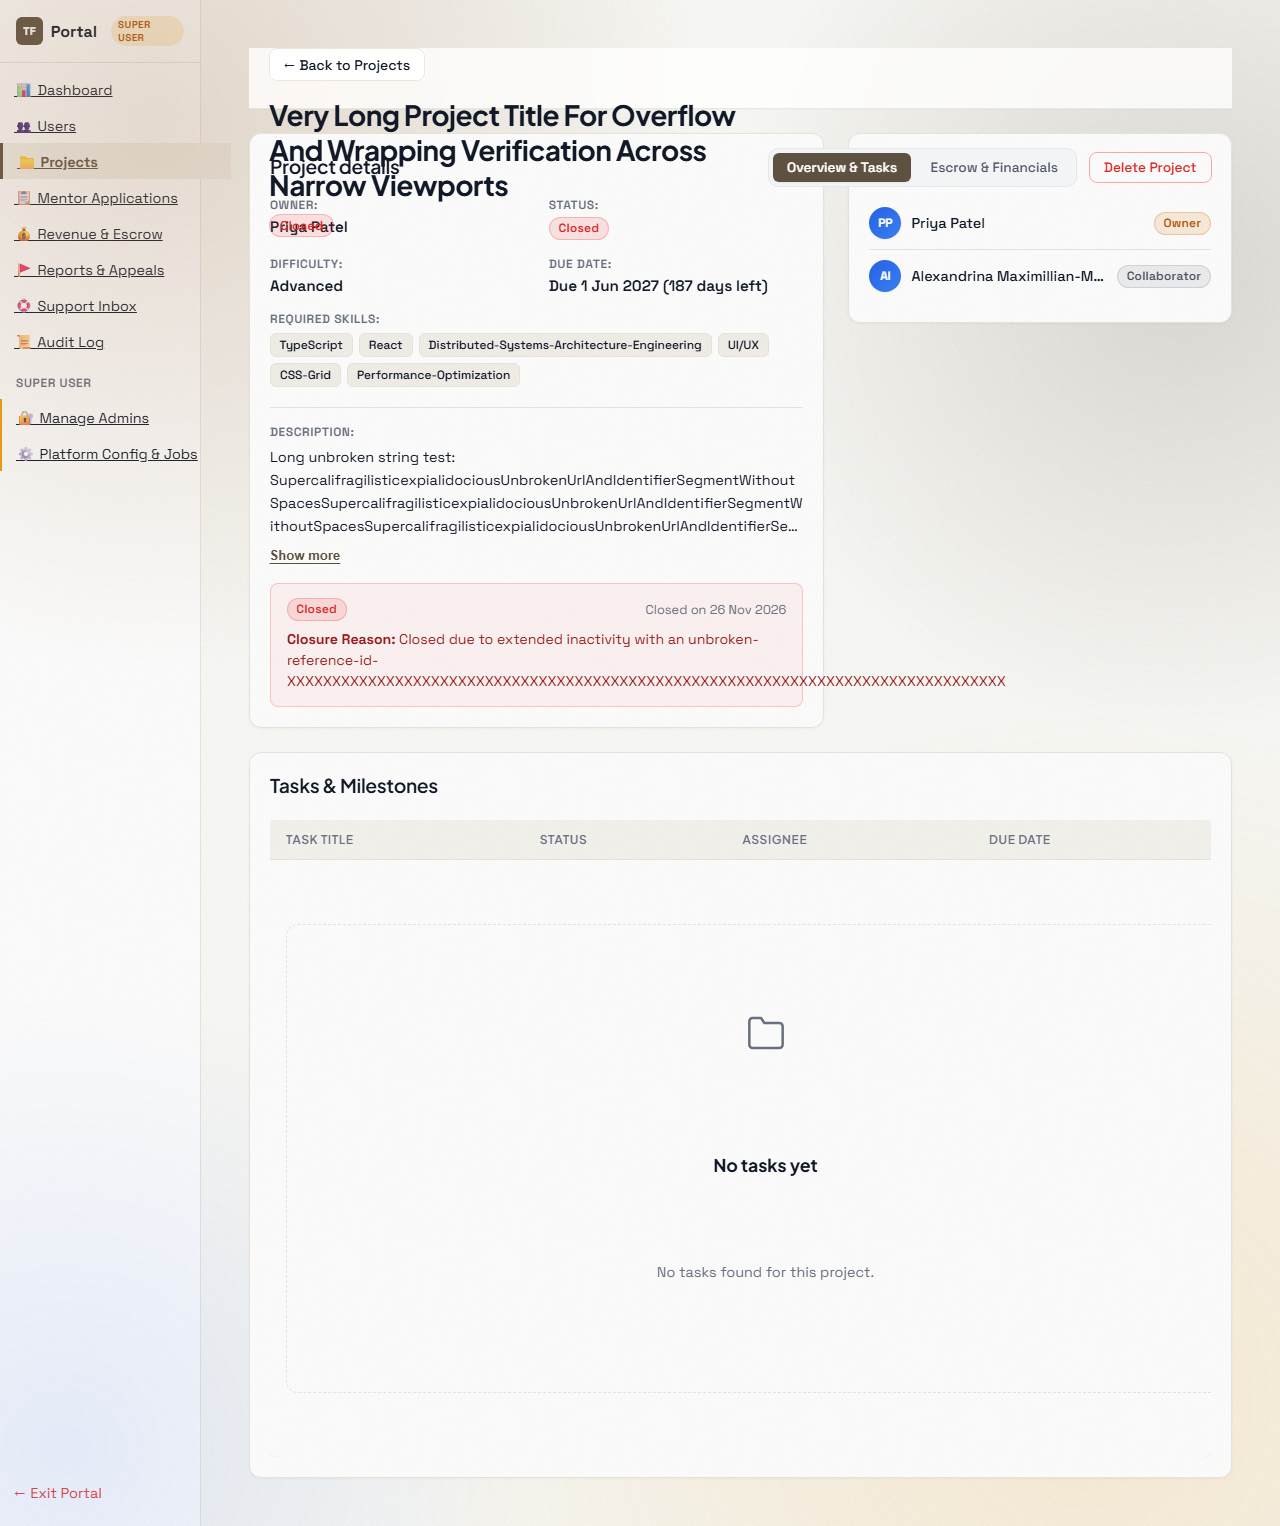 TF Portal SUPER USER
Dashboard
Users
Projects
Mentor Applications
Revenue & Escrow
Reports & Appeals
Support Inbox
Audit Log
SUPER USER
Manage Admins
Platform Config & Jobs
← Exit Portal
← Back to Projects
Very Long Project Title For Overflow
And Wrapping Verification Across
Narrow Viewports
Closed
Overview & Tasks
Escrow & Financials
Delete Project
Project details
OWNER:
Priya Patel
STATUS:
Closed
DIFFICULTY:
Advanced
DUE DATE:
Due 1 Jun 2027 (187 days left)
REQUIRED SKILLS:
TypeScript React Distributed-Systems-Architecture-Engineering UI/UX
CSS-Grid Performance-Optimization
DESCRIPTION:
Long unbroken string test:
SupercalifragilisticexpialidociousUnbrokenUrlAndIdentifierSegmentWithout
SpacesSupercalifragilisticexpialidociousUnbrokenUrlAndIdentifierSegmentW
ithoutSpacesSupercalifragilisticexpialidociousUnbrokenUrlAndIdentifierSe...
Show more
Closed Closed on 26 Nov 2026
Closure Reason: Closed due to extended inactivity with an unbroken-
reference-id-
XXXXXXXXXXXXXXXXXXXXXXXXXXXXXXXXXXXXXXXXXXXXXXXXXXXXXXXXXXXXXXXXXXXXXXXXXXXXXXXX
PP Priya Patel Owner
Al Alexandrina Maximillian-M... Collaborator
Tasks & Milestones
TASK TITLE STATUS ASSIGNEE DUE DATE
No tasks yet
No tasks found for this project.